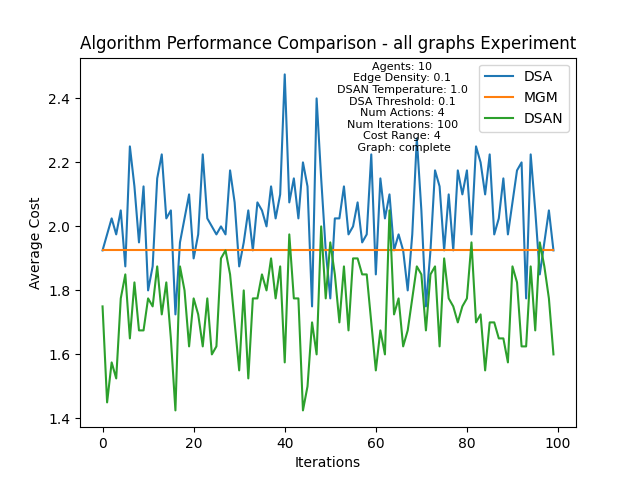 Algorithm Performance Comparison - all graphs Experiment
Agents: 10
Edge Density: 0.1
DSAN Temperature: 1.0
DSA Threshold: 0.1
Num Actions: 4
Num Iterations: 100
Cost Range: 4
Graph: complete
DSA
MGM
DSAN
Average Cost
2.4
2.2
2.0
1.8
1.6
1.4
0
20
40
60
80
100
Iterations